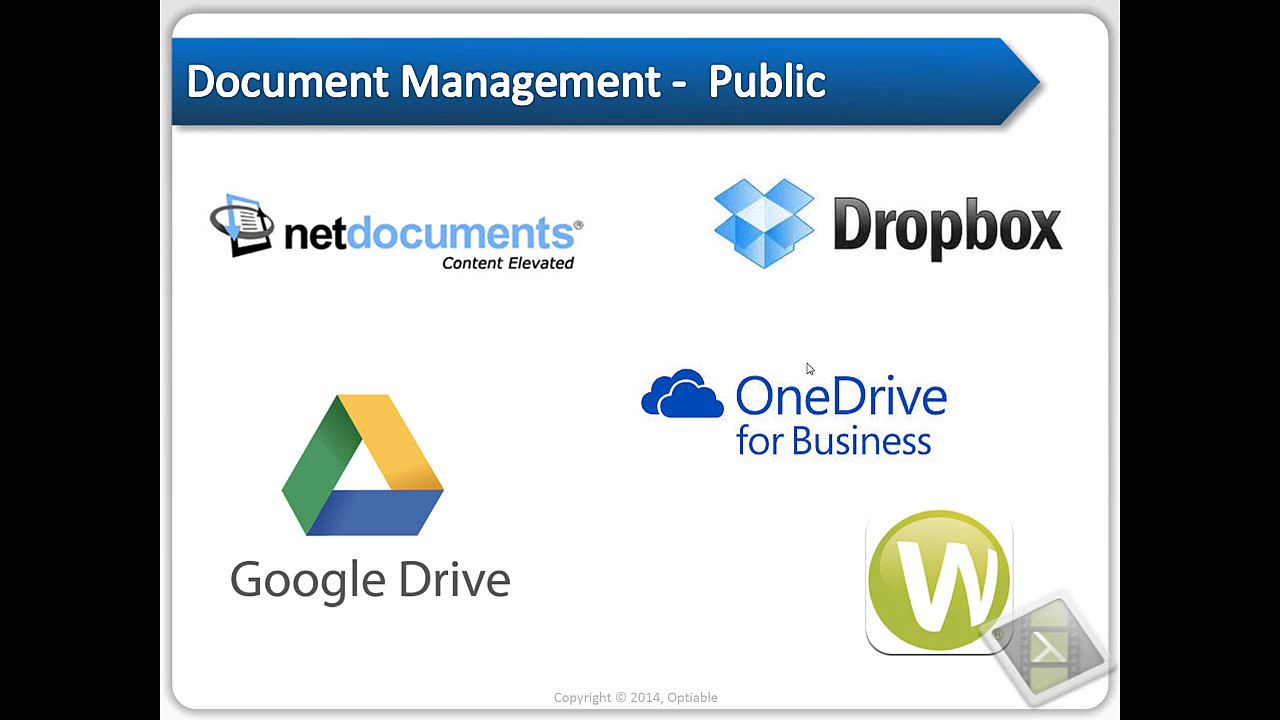 Document Management - Public
netdocuments®
Content Elevated
Dropbox
OneDrive
for Business
Google Drive
W
®
Copyright © 2014, Optiable